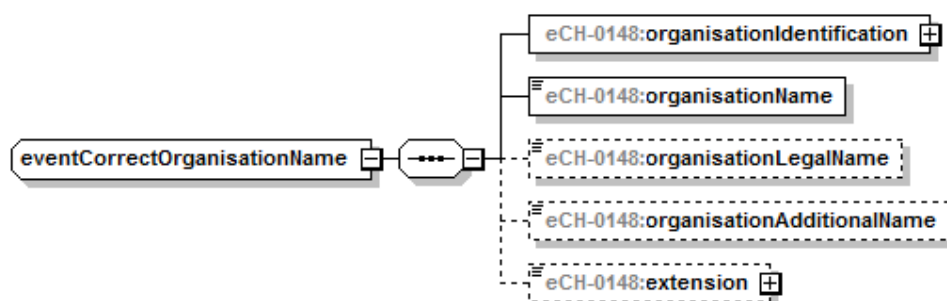 eCH-0148:organisationIdentification
eCH-0148:organisationName
eventCorrectOrganisationName
eCH-0148:organisationLegalName
eCH-0148:organisationAdditionalName
eCH-0148:extension